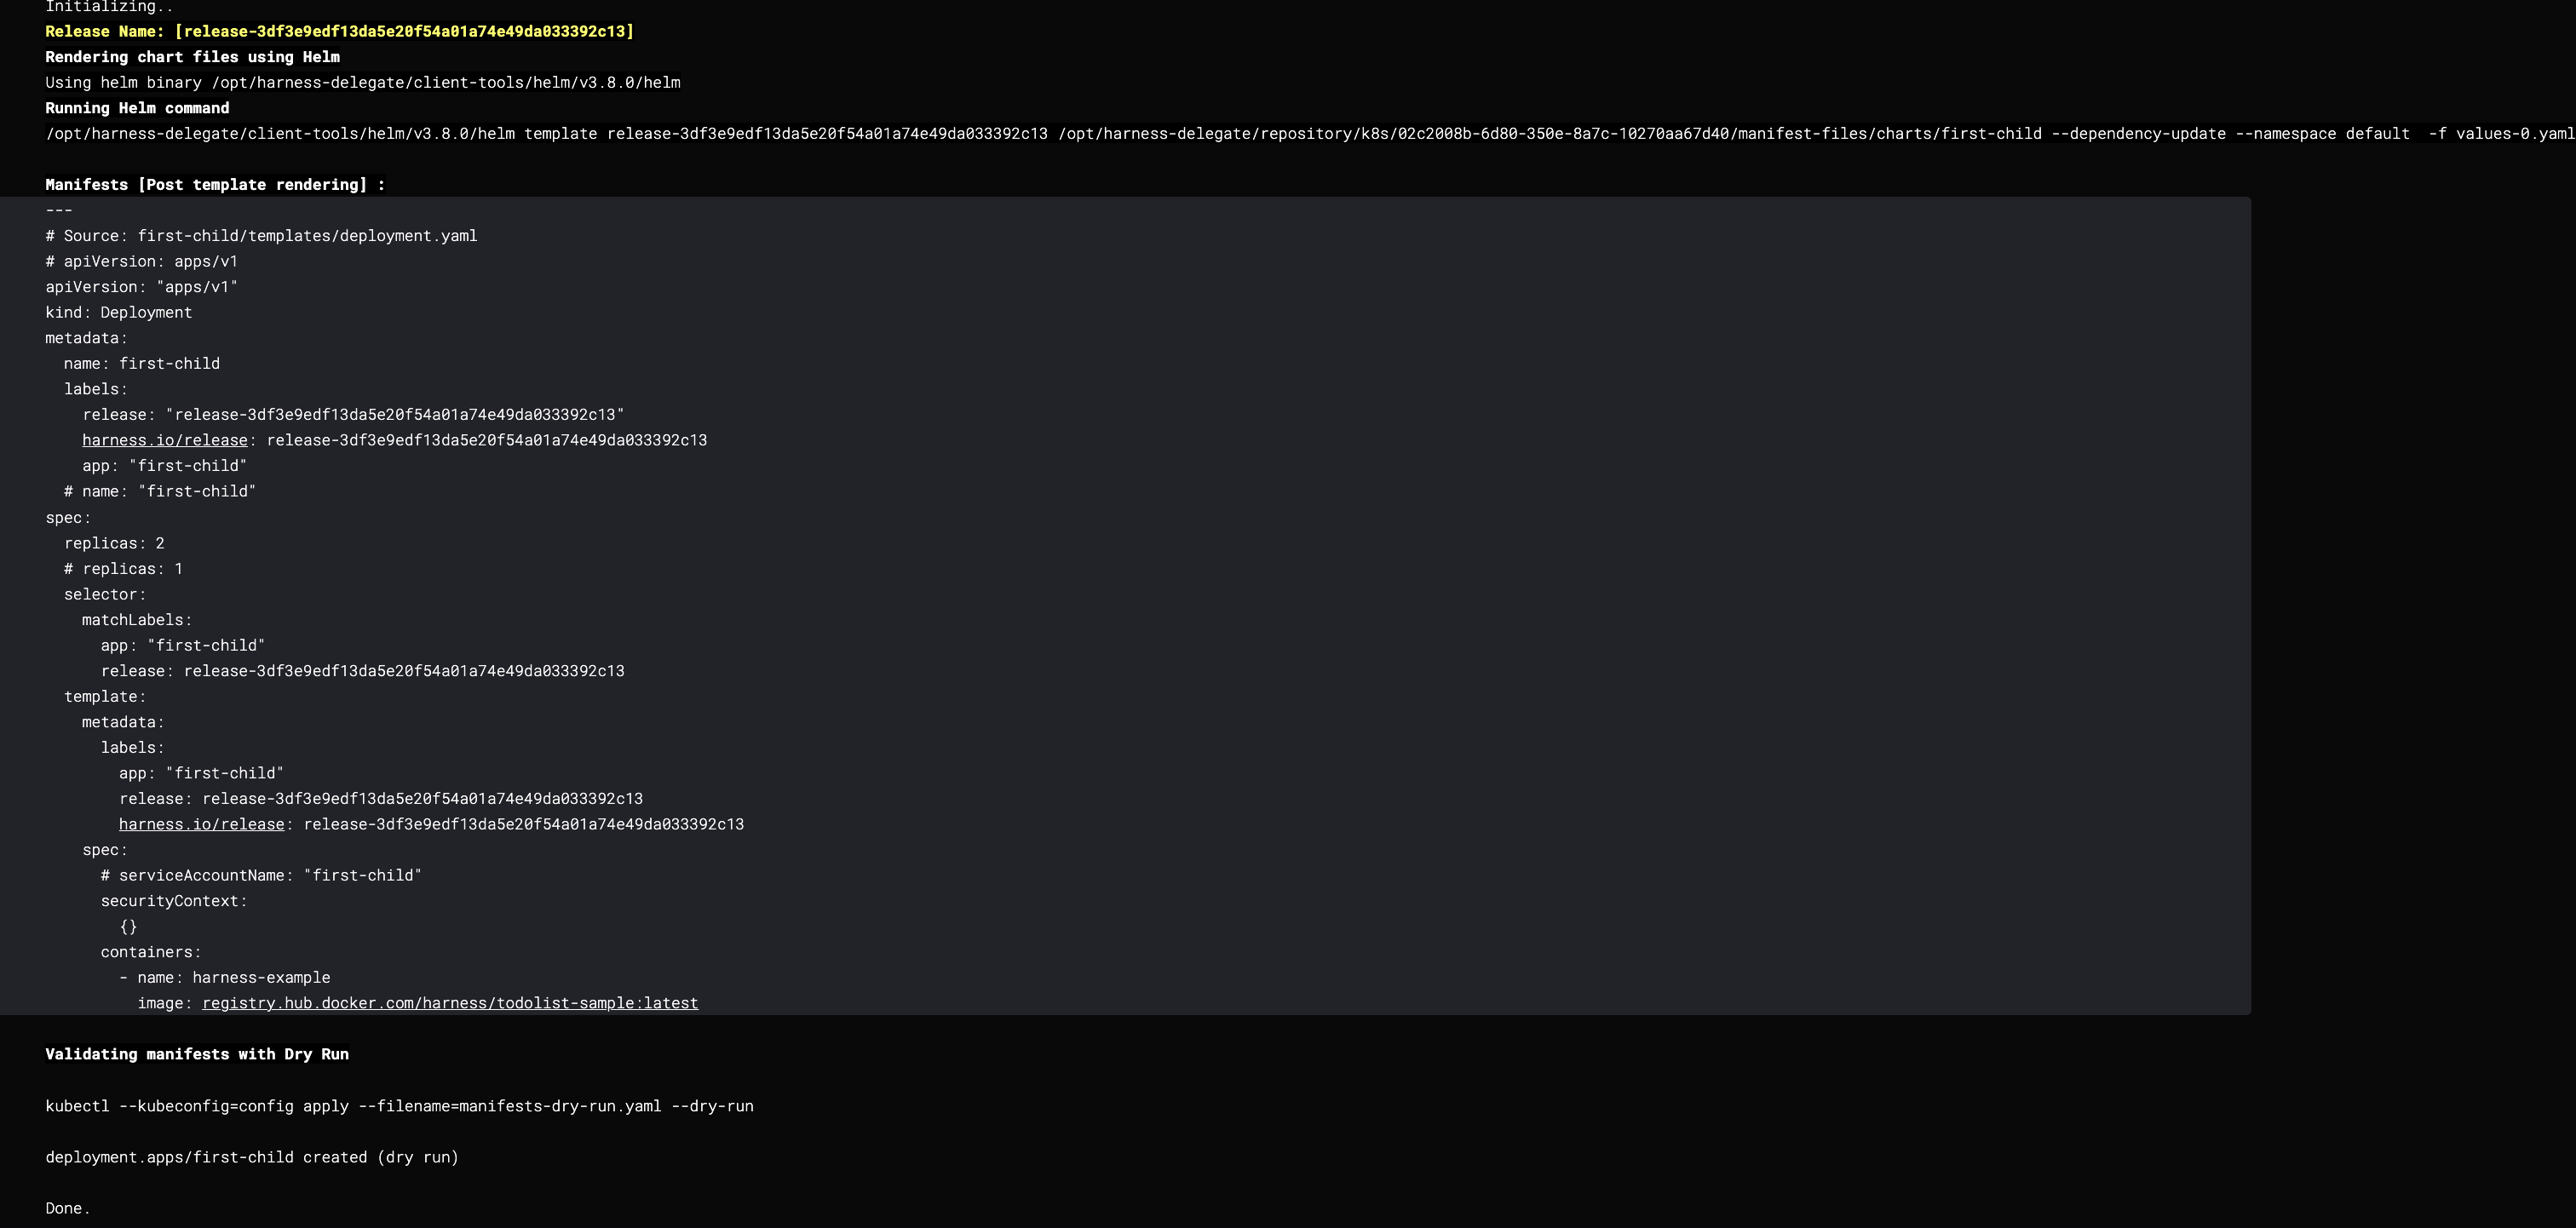 Initializing..
Release Name: [release-3df3e9edf13da5e20f54a01a74e49da033392c13]
Rendering chart files using Helm
Using helm binary /opt/harness-delegate/client-tools/helm/v3.8.0/helm
Running Helm command
/opt/harness-delegate/client-tools/helm/v3.8.0/helm template release-3df3e9edf13da5e20f54a01a74e49da033392c13 /opt/harness-delegate/repository/k8s/02c2008b-6d80-350e-8a7c-10270aa67d40/manifest-files/charts/first-child --dependency-update --namespace default  -f values-0.yaml
Manifests [Post template rendering] :
---
# Source: first-child/templates/deployment.yaml
# apiVersion: apps/v1
apiVersion: "apps/v1"
kind: Deployment
metadata:
  name: first-child
  labels:
    release: "release-3df3e9edf13da5e20f54a01a74e49da033392c13"
    harness.io/release: release-3df3e9edf13da5e20f54a01a74e49da033392c13
    app: "first-child"
  # name: "first-child"
spec:
  replicas: 2
  # replicas: 1
  selector:
    matchLabels:
      app: "first-child"
      release: release-3df3e9edf13da5e20f54a01a74e49da033392c13
  template:
    metadata:
      labels:
        app: "first-child"
        release: release-3df3e9edf13da5e20f54a01a74e49da033392c13
        harness.io/release: release-3df3e9edf13da5e20f54a01a74e49da033392c13
    spec:
      # serviceAccountName: "first-child"
      securityContext:
        {}
      containers:
        - name: harness-example
          image: registry.hub.docker.com/harness/todolist-sample:latest
Validating manifests with Dry Run
kubectl --kubeconfig=config apply --filename=manifests-dry-run.yaml --dry-run
deployment.apps/first-child created (dry run)
Done.